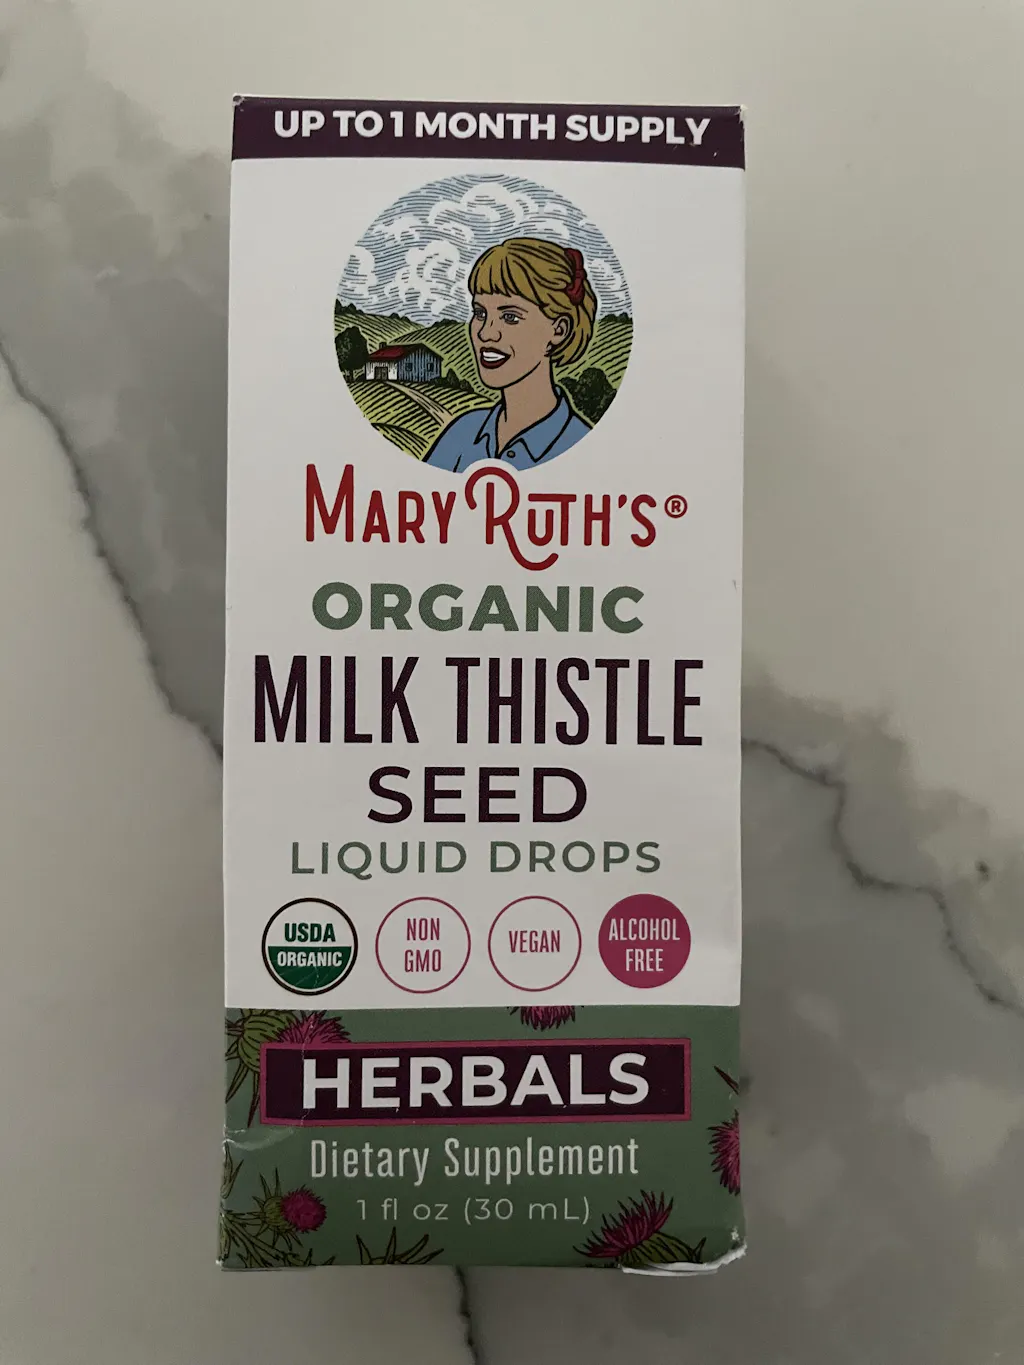 UP TO 1 MONTH SUPPLY
MARY RUTH'S®
ORGANIC
MILK THISTLE
SEED
LIQUID DROPS
USDA
ORGANIC
NON
GMO
VEGAN
ALCOHOL
FREE
HERBALS
Dietary Supplement
1 fl oz (30 mL)